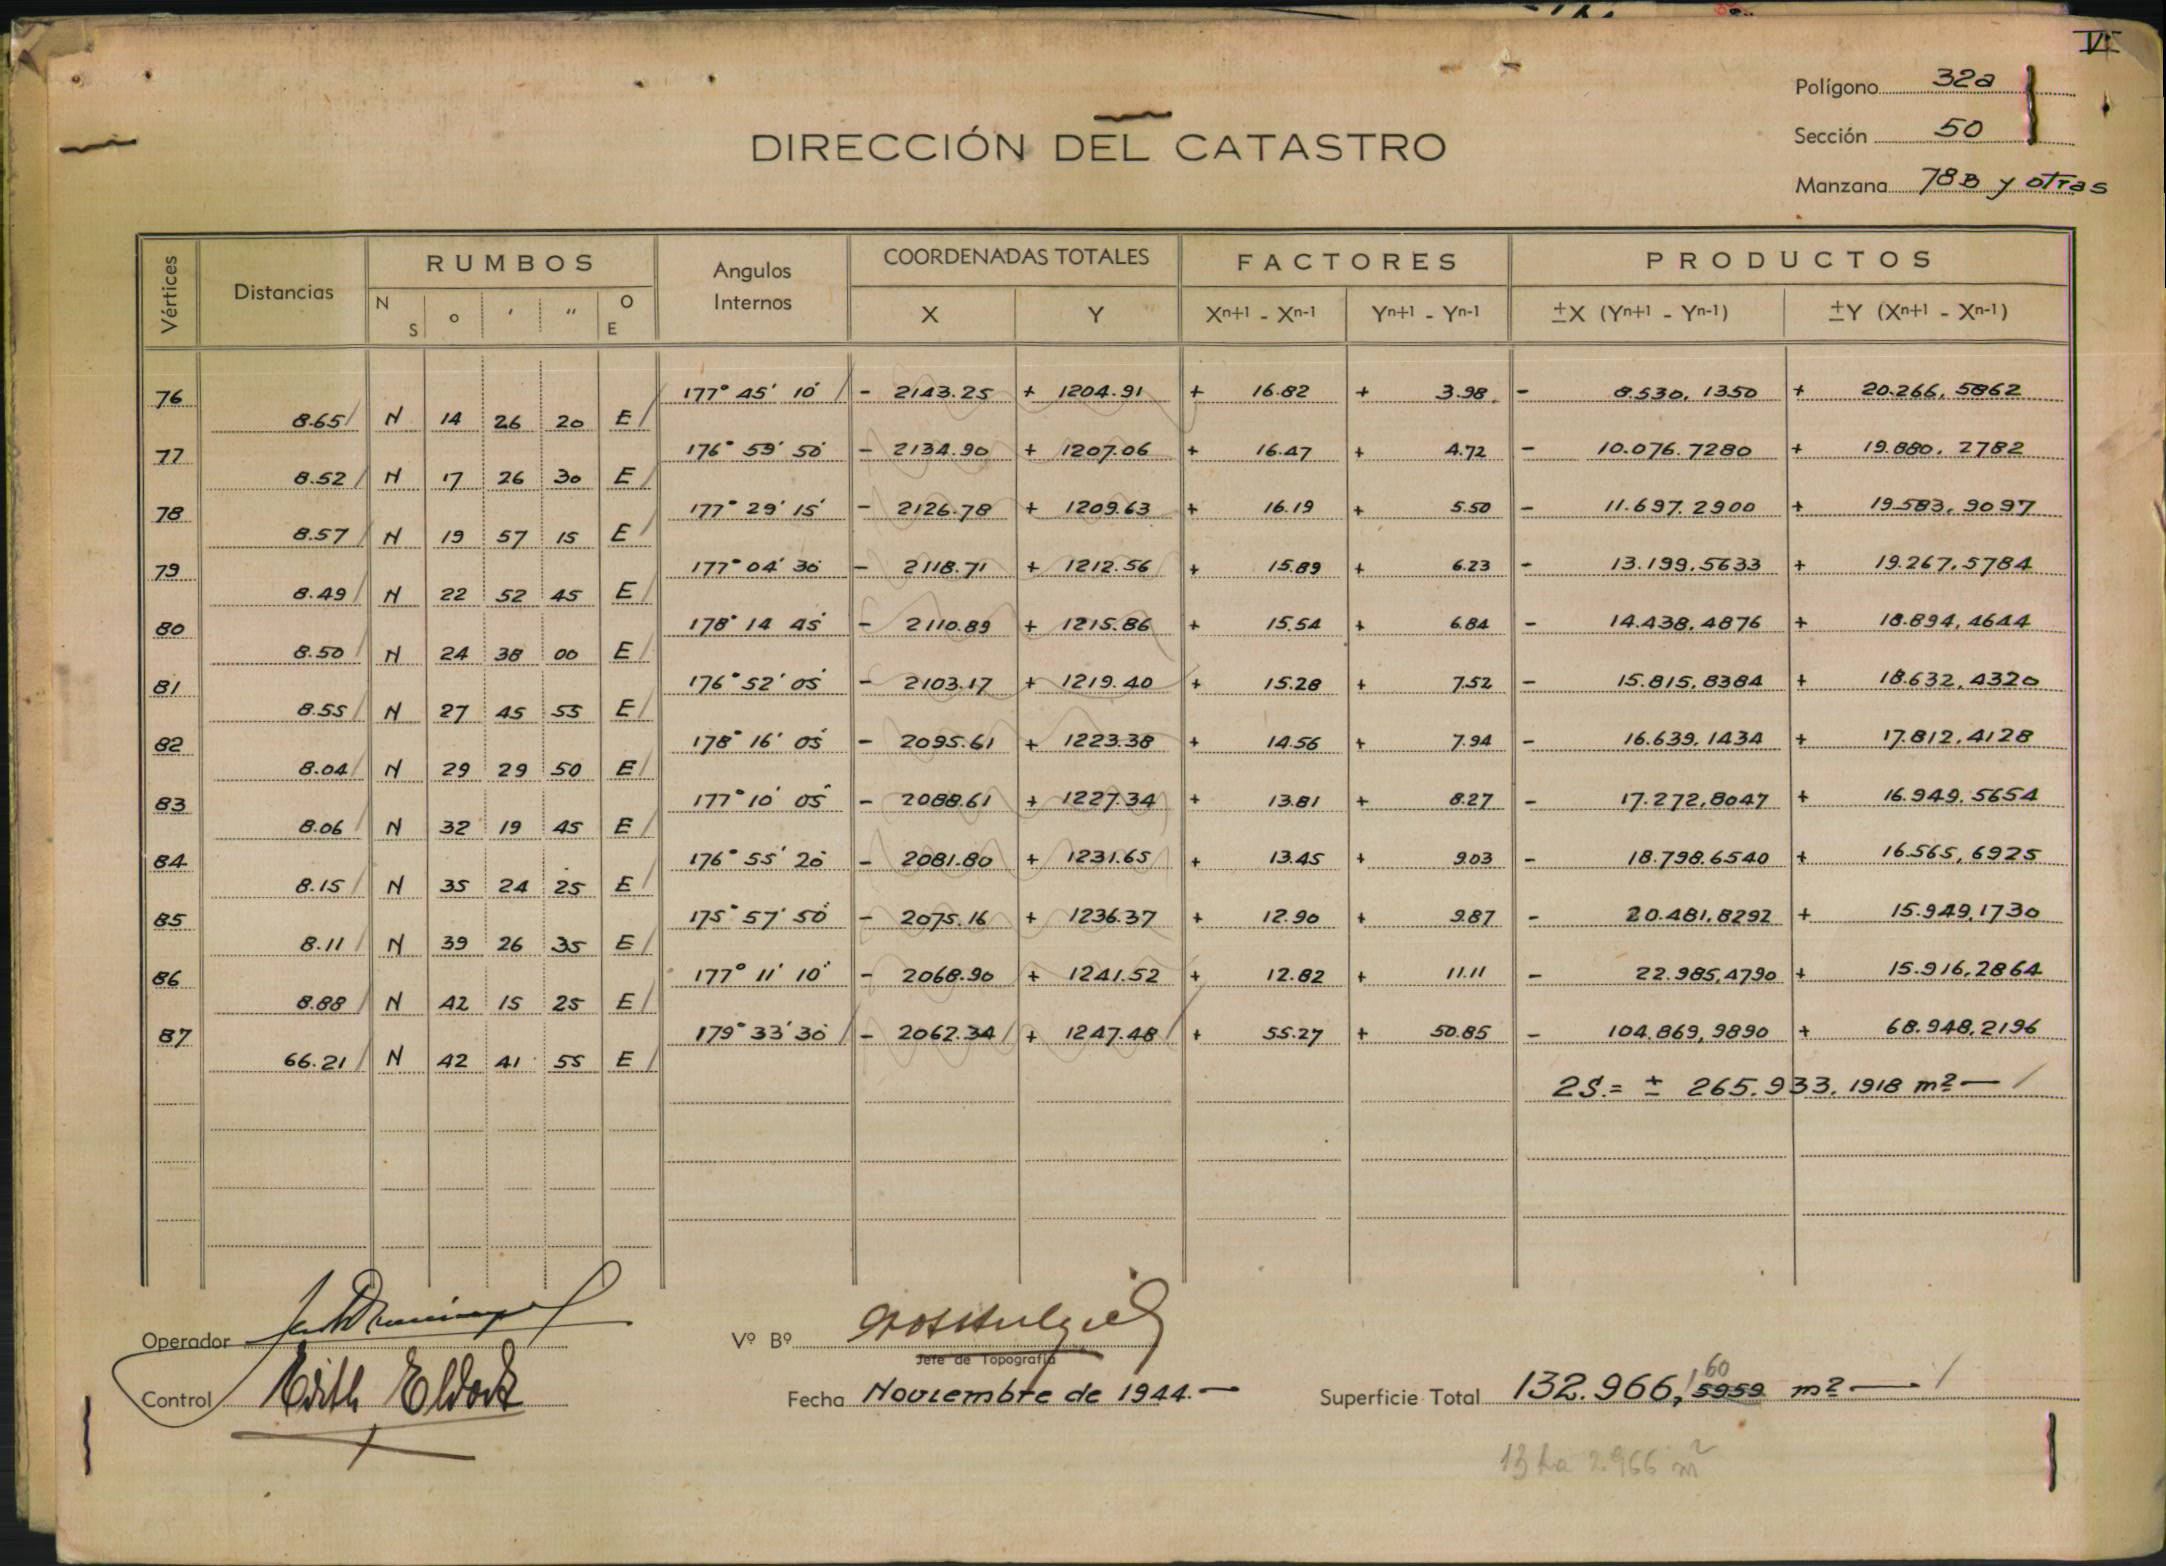 VI
Polígono 32a
Sección 50
Manzana 78B y otras
DIRECCIÓN DEL CATASTRO
Vértices Distancias RUMBOS Angulos Internos COORDENADAS TOTALES FACTORES PRODUCTOS
N S o ′ ″ O E X Y Xn+1 - Xn-1 Yn+1 - Yn-1 ±X (Yn+1 - Yn-1) ±Y (Xn+1 - Xn-1)
76 177° 45' 10" - 2143.25 + 1204.91 + 16.82 + 3.98 - 8.530,1350 + 20.266,5862
8.65 N 14 26 20 E
77 176° 59' 50" - 2134.90 + 1207.06 + 16.47 + 4.72 - 10.076.7280 + 19.880,2782
8.52 N 17 26 30 E
78 177° 29' 15" - 2126.78 + 1209.63 + 16.19 + 5.50 - 11.697.2900 + 19.583,9097
8.57 N 19 57 15 E
79 177° 04' 30" - 2118.71 + 1212.56 + 15.89 + 6.23 - 13.199,5633 + 19.267,5784
8.49 N 22 52 45 E
80 178° 14 45" - 2110.89 + 1215.86 + 15.54 + 6.84 - 14.438,4876 + 18.894,4644
8.50 N 24 38 00 E
81 176° 52' 05" - 2103.17 + 1219.40 + 15.28 + 7.52 - 15.815,8384 + 18.632,4320
8.55 N 27 45 55 E
82 178° 16' 05" - 2095.61 + 1223.38 + 14.56 + 7.94 - 16.639,1434 + 17.812,4128
8.04 N 29 29 50 E
83 177° 10' 05" - 2088.61 + 1227.34 + 13.81 + 8.27 - 17.272,8047 + 16.949,5654
8.06 N 32 19 45 E
84 176° 55' 20" - 2081.80 + 1231.65 + 13.45 + 9.03 - 18.798.6540 + 16.565,6925
8.15 N 35 24 25 E
85 175° 57' 50" - 2075.16 + 1236.37 + 12.90 + 9.87 - 20.481,8292 + 15.949,1730
8.11 N 39 26 35 E
86 177° 11' 10" - 2068.90 + 1241.52 + 12.82 + 11.11 - 22.985,4790 + 15.916,2864
8.88 N 42 15 25 E
87 179° 33' 30" - 2062.34 + 1247.48 + 55.27 + 50.85 - 104.869,9890 + 68.948,2196
66.21 N 42 41 55 E
2S.= ± 265.933,1918 m²
Operador
Vº Bº
Jefe de Topografía
Control Edith
Fecha Noviembre de 1944.
Superficie Total 132.966,5959 60 m²
13 ha 2.966 m²